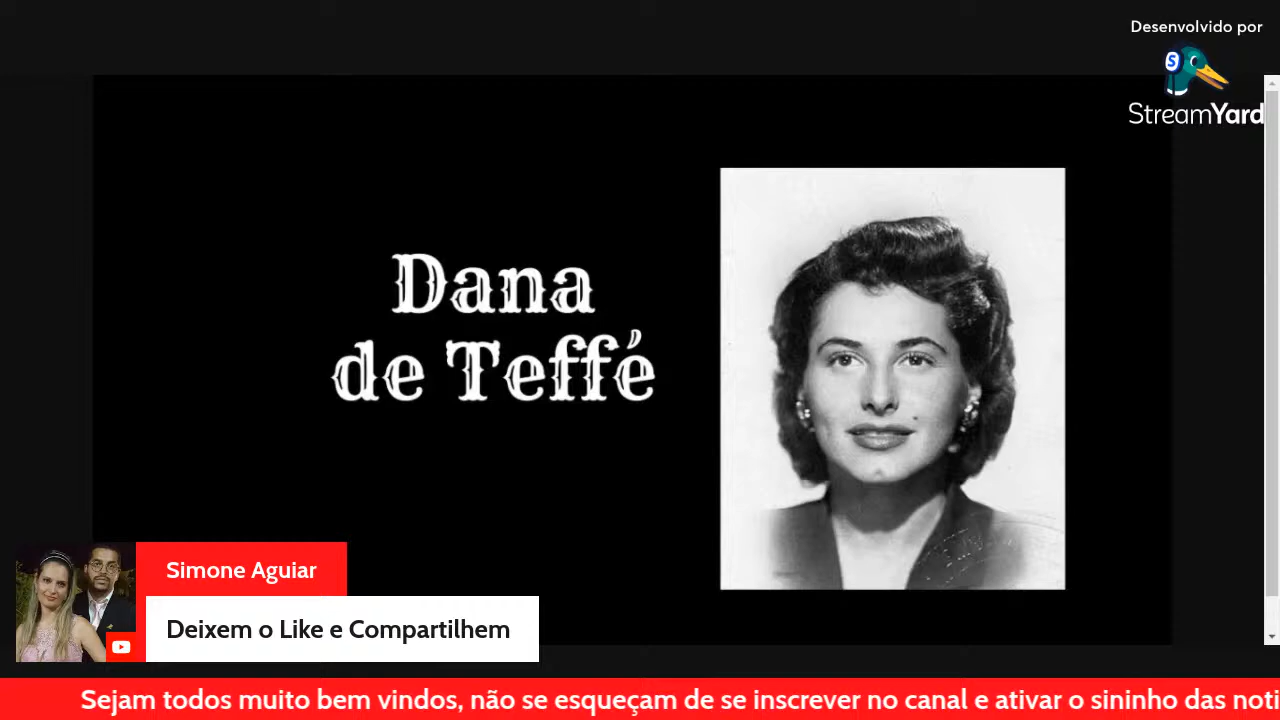 Desenvolvido por
StreamYard
Dana
de Teffé
Simone Aguiar
Deixem o Like e Compartilhem
Sejam todos muito bem vindos, não se esqueçam de se inscrever no canal e ativar o sininho das noti